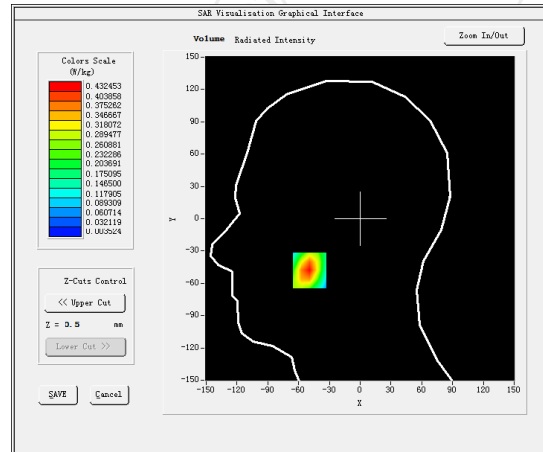 SAR Visualisation Graphical Interface
Volume Radiated Intensity
Zoom In/Out
Colors Scale
(W/kg)
0.432453
0.403858
0.375262
0.346667
0.318072
0.289477
0.260881
0.232286
0.203691
0.175095
0.146500
0.117905
0.089309
0.060714
0.032119
0.003524
Z-Cuts Control
<< Upper Cut
Z = 0.5 mm
Lower Cut >>
SAVE
Cancel
150
120
90
60
30
0
-30
-60
-90
-120
-150
Y
-150 -120 -90 -60 -30 0 30 60 90 120 150
X